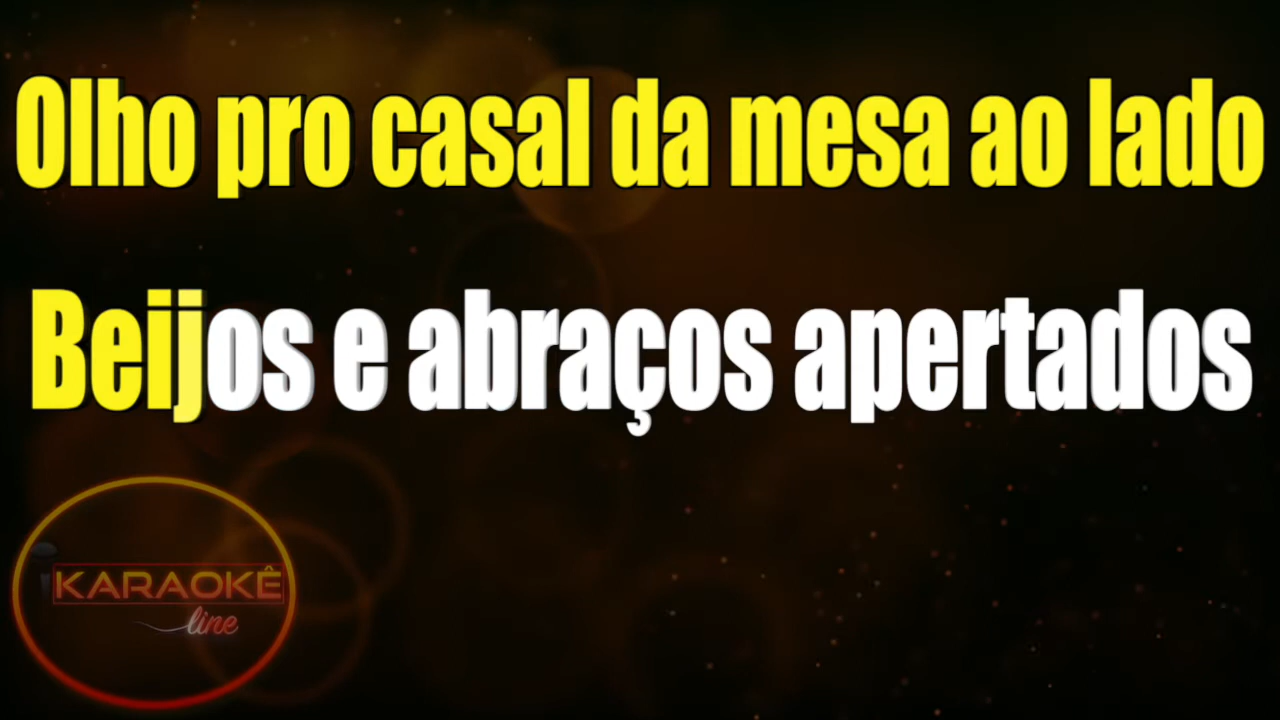 Olho pro casal da mesa ao lado
Beijos e abraços apertados
KARAOKÊ
line